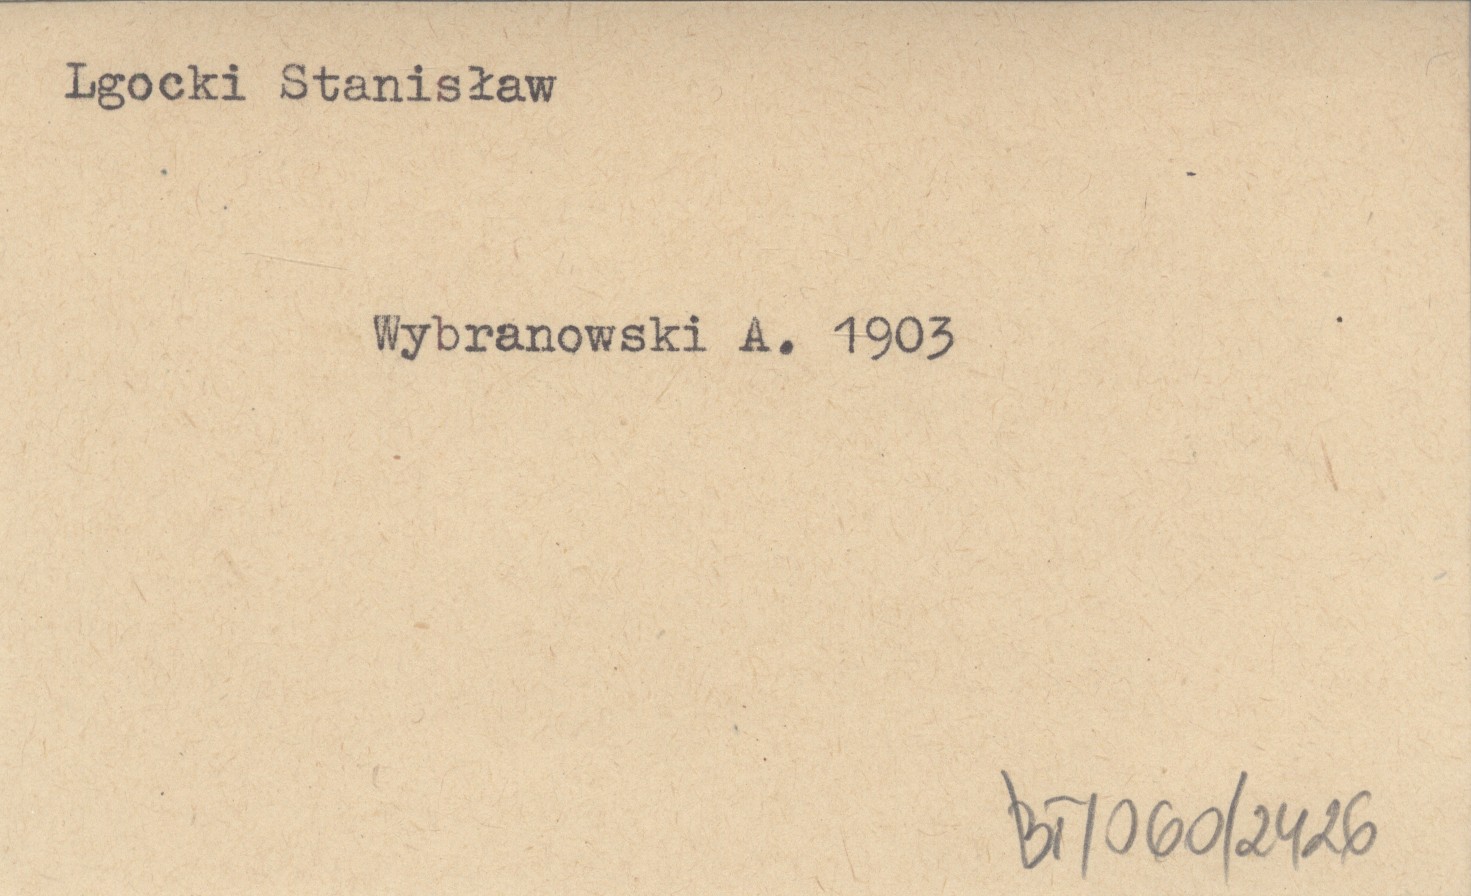 Lgocki Stanisław
Wybranowski A. 1903
BT/060/2426